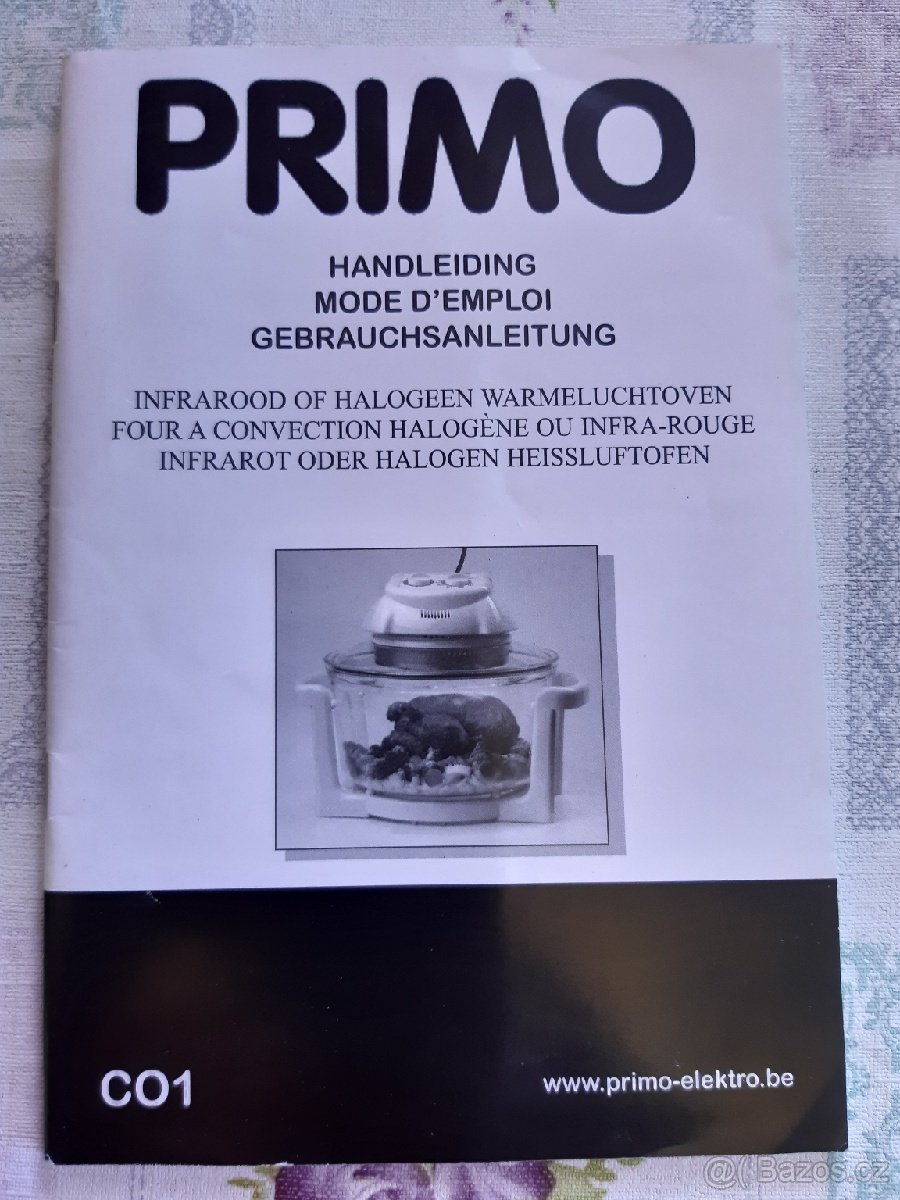 PRIMO
HANDLEIDING
MODE D'EMPLOI
GEBRAUCHSANLEITUNG
INFRAROOD OF HALOGEEN WARMELUCHTOVEN
FOUR A CONVECTION HALOGÈNE OU INFRA-ROUGE
INFRAROT ODER HALOGEN HEISSLUFTOFEN
CO1
www.primo-elektro.be
@ Bazos.cz